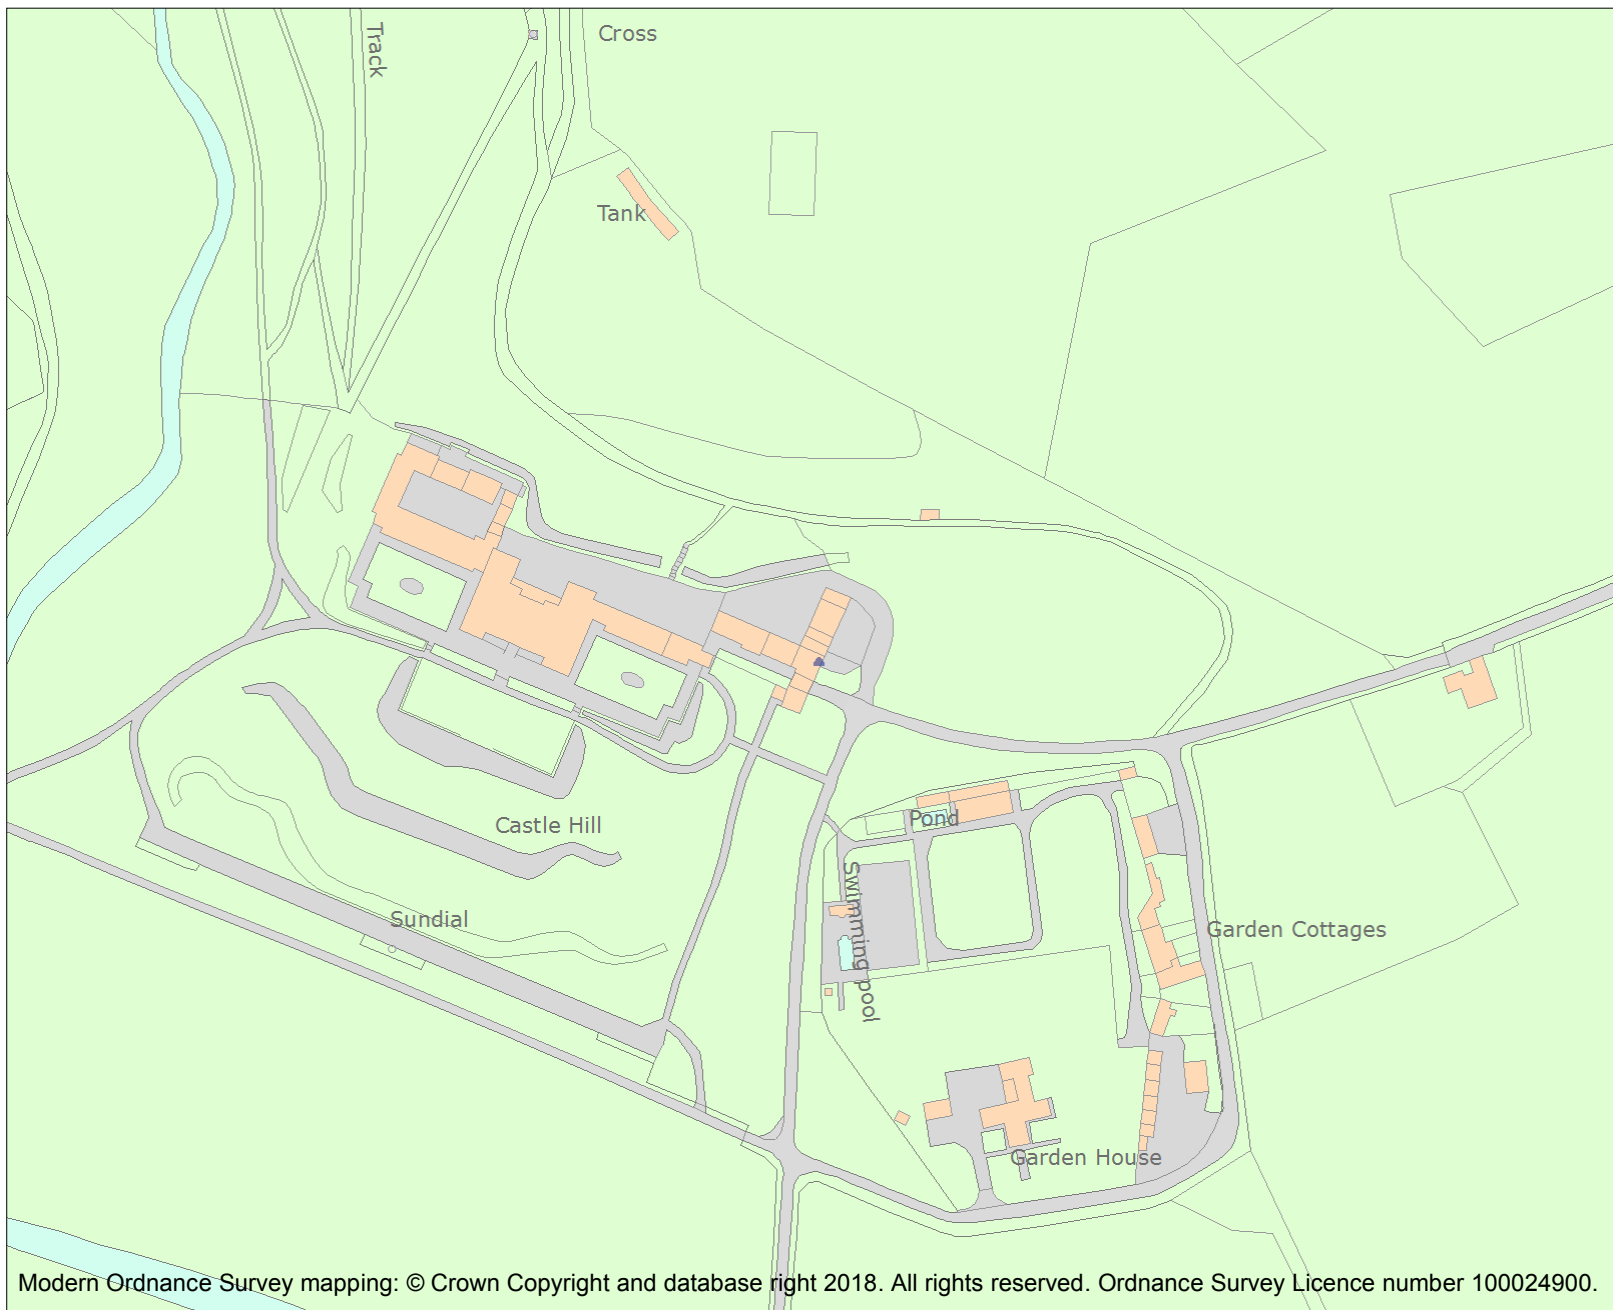 Track
Cross
Tank
Castle Hill
Pond
Swimming pool
Sundial
Garden Cottages
Garden House
Modern Ordnance Survey mapping: © Crown Copyright and database right 2018. All rights reserved. Ordnance Survey Licence number 100024900.